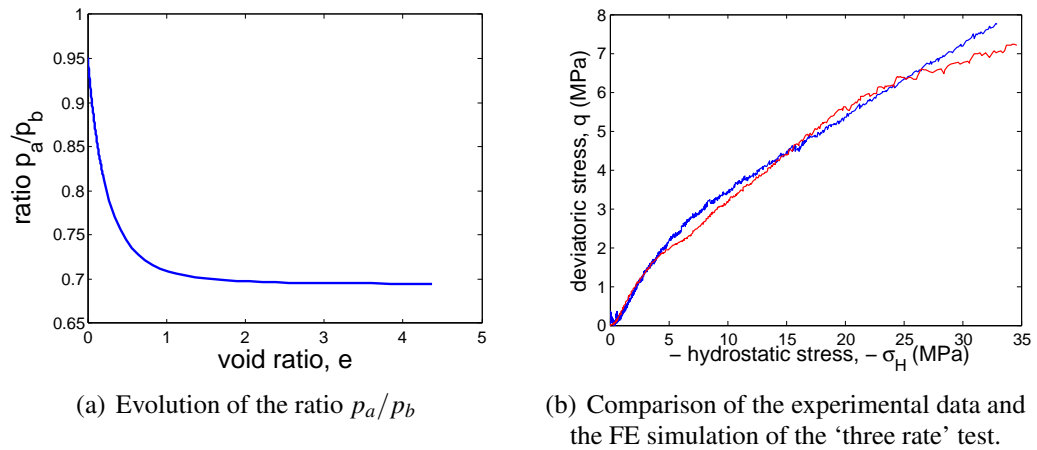 1
0.95
0.9
0.85
0.8
0.75
0.7
0.65
ratio p_a/p_b
0 1 2 3 4 5
void ratio, e
(a) Evolution of the ratio p_a/p_b
8
7
6
5
4
3
2
1
0
deviatoric stress, q (MPa)
0 5 10 15 20 25 30 35
− hydrostatic stress, − σ_H (MPa)
(b) Comparison of the experimental data and
the FE simulation of the ‘three rate’ test.